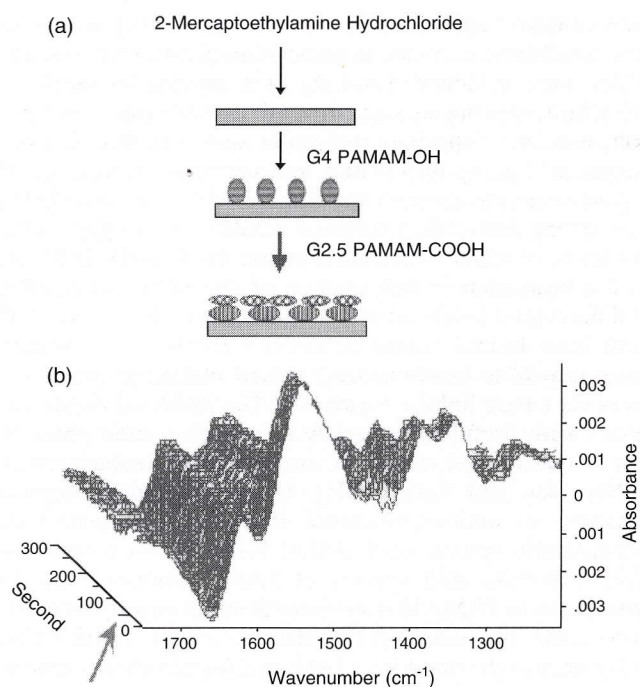 (a)
2-Mercaptoethylamine Hydrochloride
G4 PAMAM-OH
G2.5 PAMAM-COOH
(b)
.003
.002
.001
0
.001
.002
.003
Absorbance
300
200
100
0
Second
1700 1600 1500 1400 1300
Wavenumber (cm⁻¹)